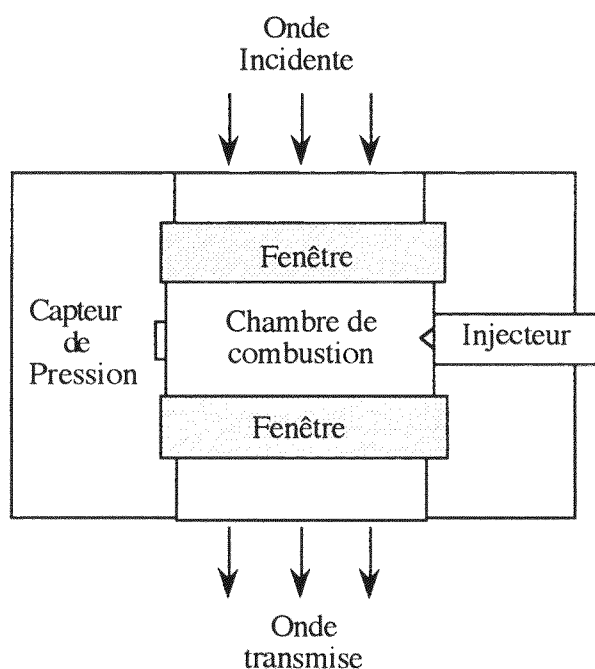 Onde
Incidente
Fenêtre
Capteur
de
Pression
Chambre de
combustion
Injecteur
Fenêtre
Onde
transmise